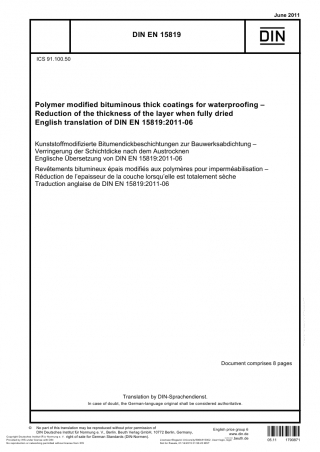 June 2011
DIN EN 15819
DIN
ICS 91.100.50
Polymer modified bituminous thick coatings for waterproofing –
Reduction of the thickness of the layer when fully dried
English translation of DIN EN 15819:2011-06
Kunststoffmodifizierte Bitumendickbeschichtungen zur Bauwerksabdichtung –
Verringerung der Schichtdicke nach dem Austrocknen
Englische Übersetzung von DIN EN 15819:2011-06
Revêtements bitumineux épais modifiés aux polymères pour imperméabilisation –
Réduction de l'epaisseur de la couche lorsqu'elle est totalement sèche
Traduction anglaise de DIN EN 15819:2011-06
Document comprises 8 pages
Translation by DIN-Sprachendienst.
In case of doubt, the German-language original shall be considered authoritative.
© No part of this translation may be reproduced without prior permission of
DIN Deutsches Institut für Normung e. V., Berlin. Beuth Verlag GmbH, 10772 Berlin, Germany,
right of sale for German Standards (DIN-Normen).
English price group 8
www.din.de
www.beuth.de